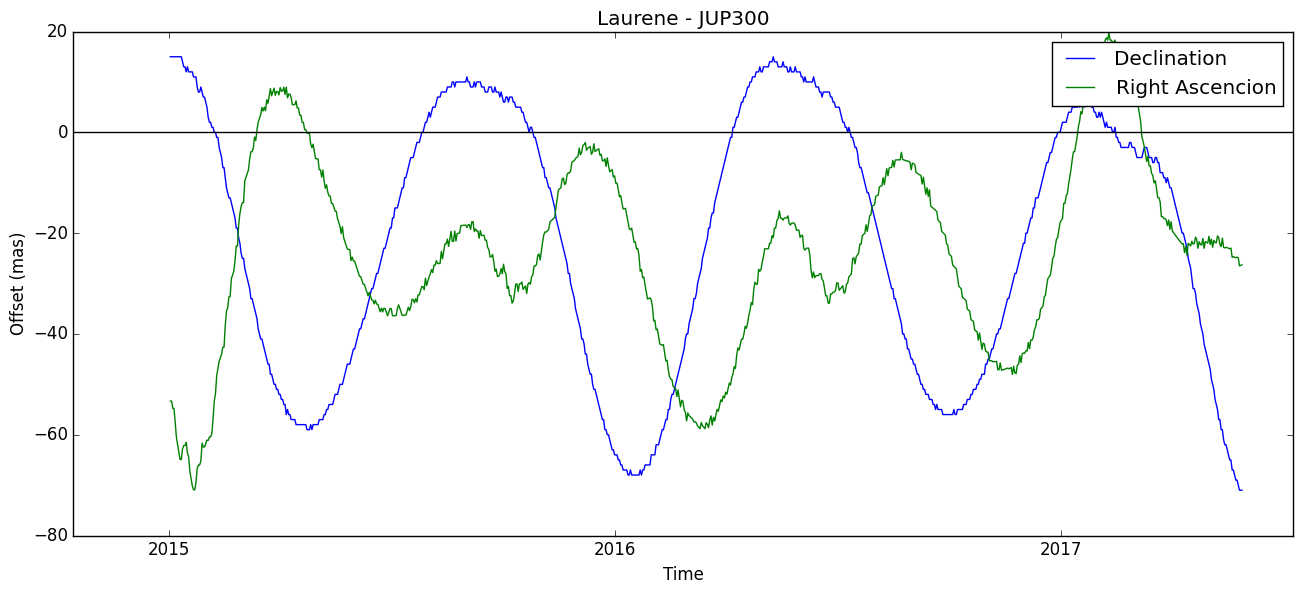 Laurene - JUP300
20
0
−20
−40
−60
−80
Offset (mas)
Declination
Right Ascencion
2015
2016
2017
Time